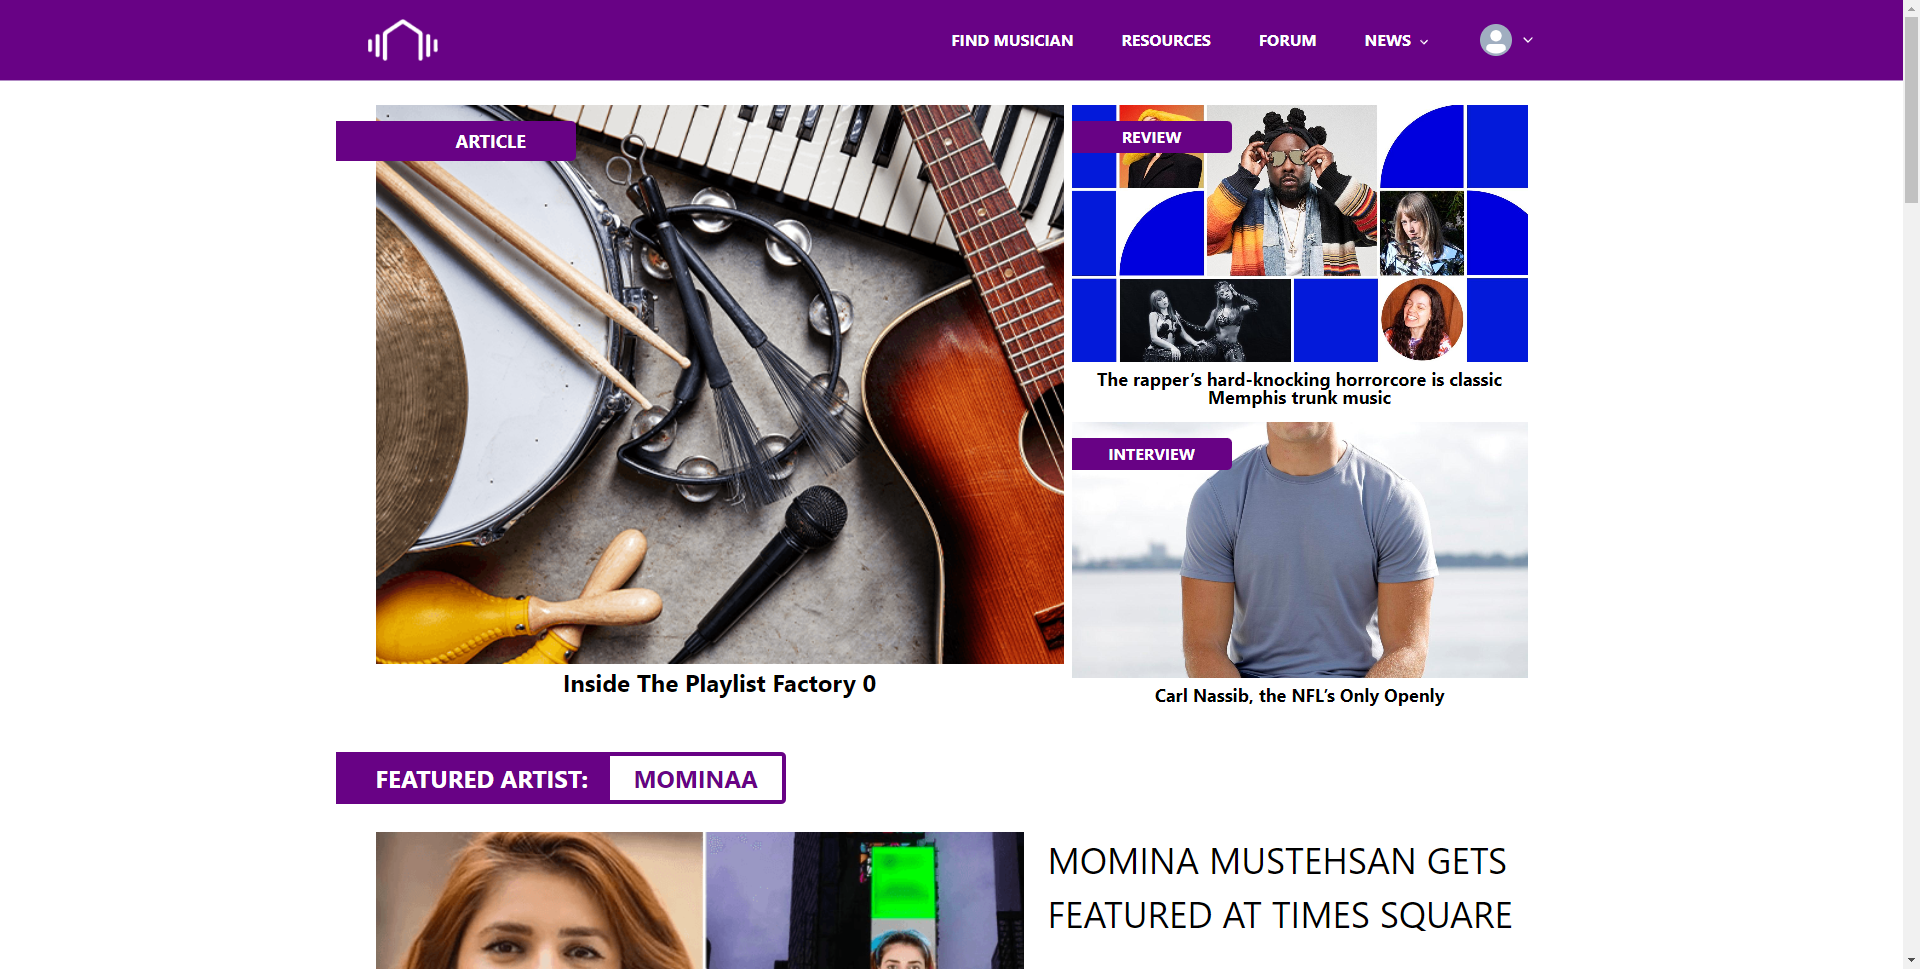 FIND MUSICIAN
RESOURCES
FORUM
NEWS
ARTICLE
Inside The Playlist Factory 0
REVIEW
The rapper’s hard-knocking horrorcore is classic
Memphis trunk music
INTERVIEW
Carl Nassib, the NFL’s Only Openly
FEATURED ARTIST:
MOMINAA
MOMINA MUSTEHSAN GETS
FEATURED AT TIMES SQUARE